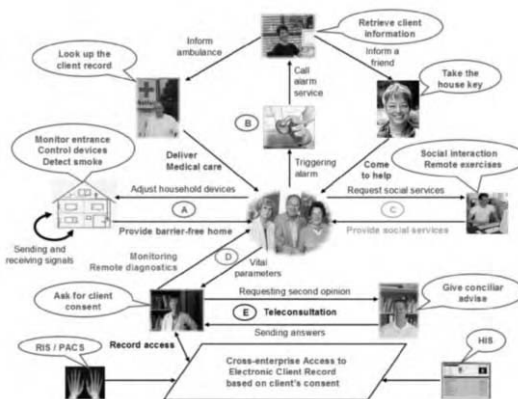 Retrieve client
information
Look up the
client record
Inform
ambulance
Inform a
friend
Call
alarm
service
Take the
house key
B
Monitor entrance
Control devices
Detect smoke
Deliver
Medical care
Triggering
alarm
Come
to help
Social interaction
Remote exercises
Adjust household devices
Request social services
A
C
Provide barrier-free home
Provide social services
Sending and
receiving signals
Monitoring
Remote diagnostics
D
Vital
parameters
Ask for client
consent
Requesting second opinion
Give conciliar
advise
E
Teleconsultation
Sending answers
RIS / PACS
Record access
HIS
Cross-enterprise Access to
Electronic Client Record
based on client's consent